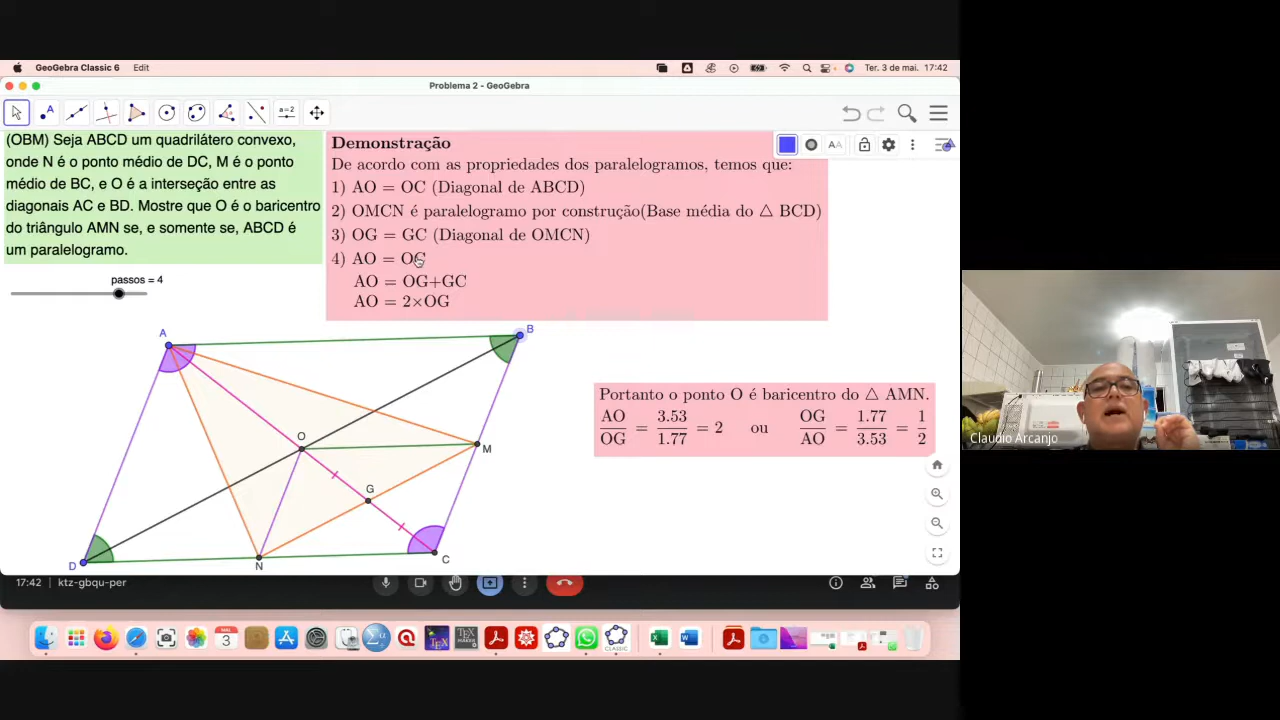 GeoGebra Classic 6 Edit
Ter. 3 de mai. 17:42
Problema 2 - GeoGebra
A
a=2
AA
(OBM) Seja ABCD um quadrilátero convexo,
onde N é o ponto médio de DC, M é o ponto
médio de BC, e O é a interseção entre as
diagonais AC e BD. Mostre que O é o baricentro
do triângulo AMN se, e somente se, ABCD é
um paralelogramo.
passos = 4
Demonstração
De acordo com as propriedades dos paralelogramos, temos que:
1) AO = OC (Diagonal de ABCD)
2) OMCN é paralelogramo por construção(Base média do △ BCD)
3) OG = GC (Diagonal de OMCN)
4) AO = OC
AO = OG+GC
AO = 2×OG
A
B
O
M
G
D
N
C
Portanto o ponto O é baricentro do △ AMN.
AO/OG = 3.53/1.77 = 2 ou OG/AO = 1.77/3.53 = 1/2
Claudio Arcanjo
17:42 | ktz-gbqu-per
3
TEX
CLASSIC